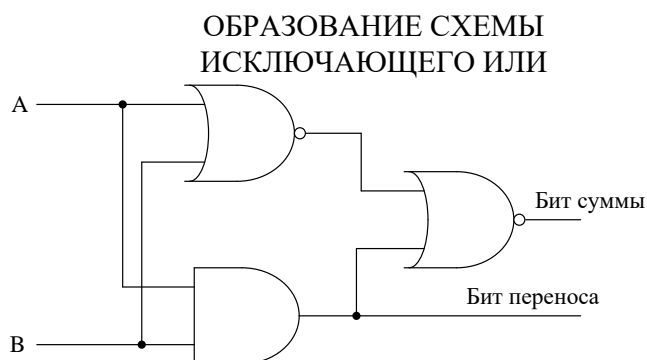 ОБРАЗОВАНИЕ СХЕМЫ
ИСКЛЮЧАЮЩЕГО ИЛИ
A
Бит суммы
Бит переноса
B